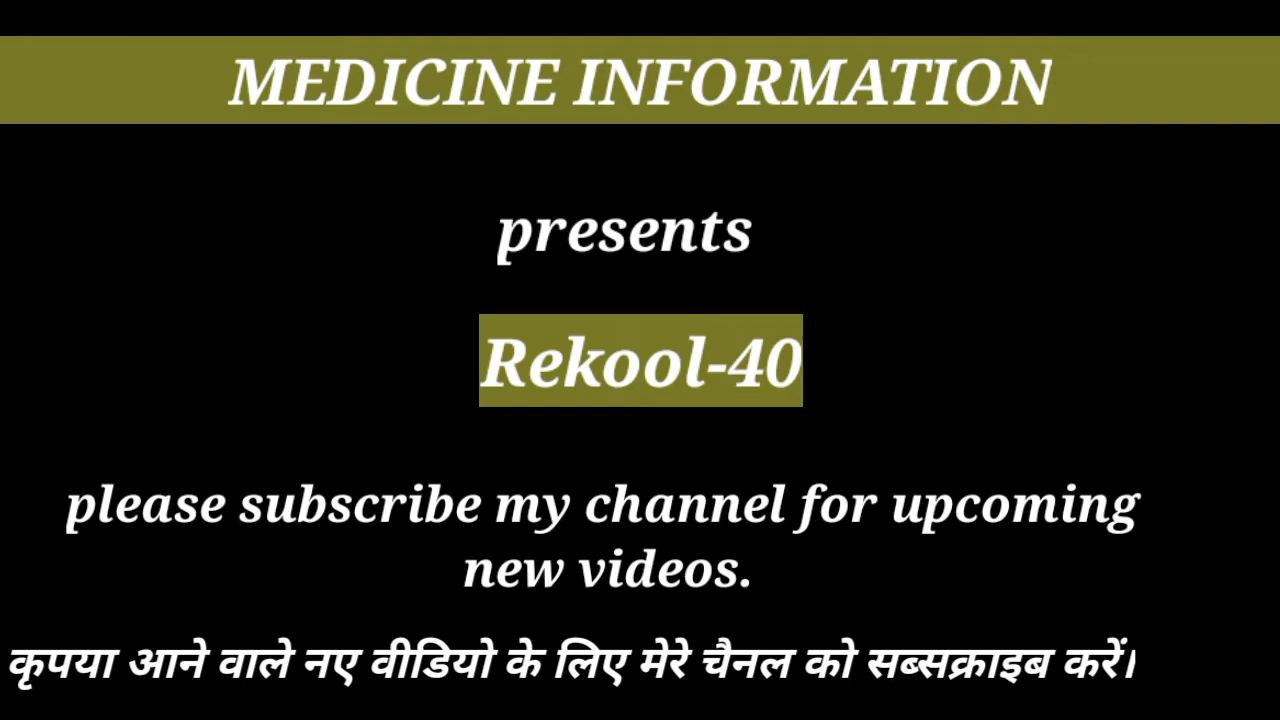 MEDICINE INFORMATION
presents
Rekool-40
please subscribe my channel for upcoming
new videos.
कृपया आने वाले नए वीडियो के लिए मेरे चैनल को सब्सक्राइब करें।